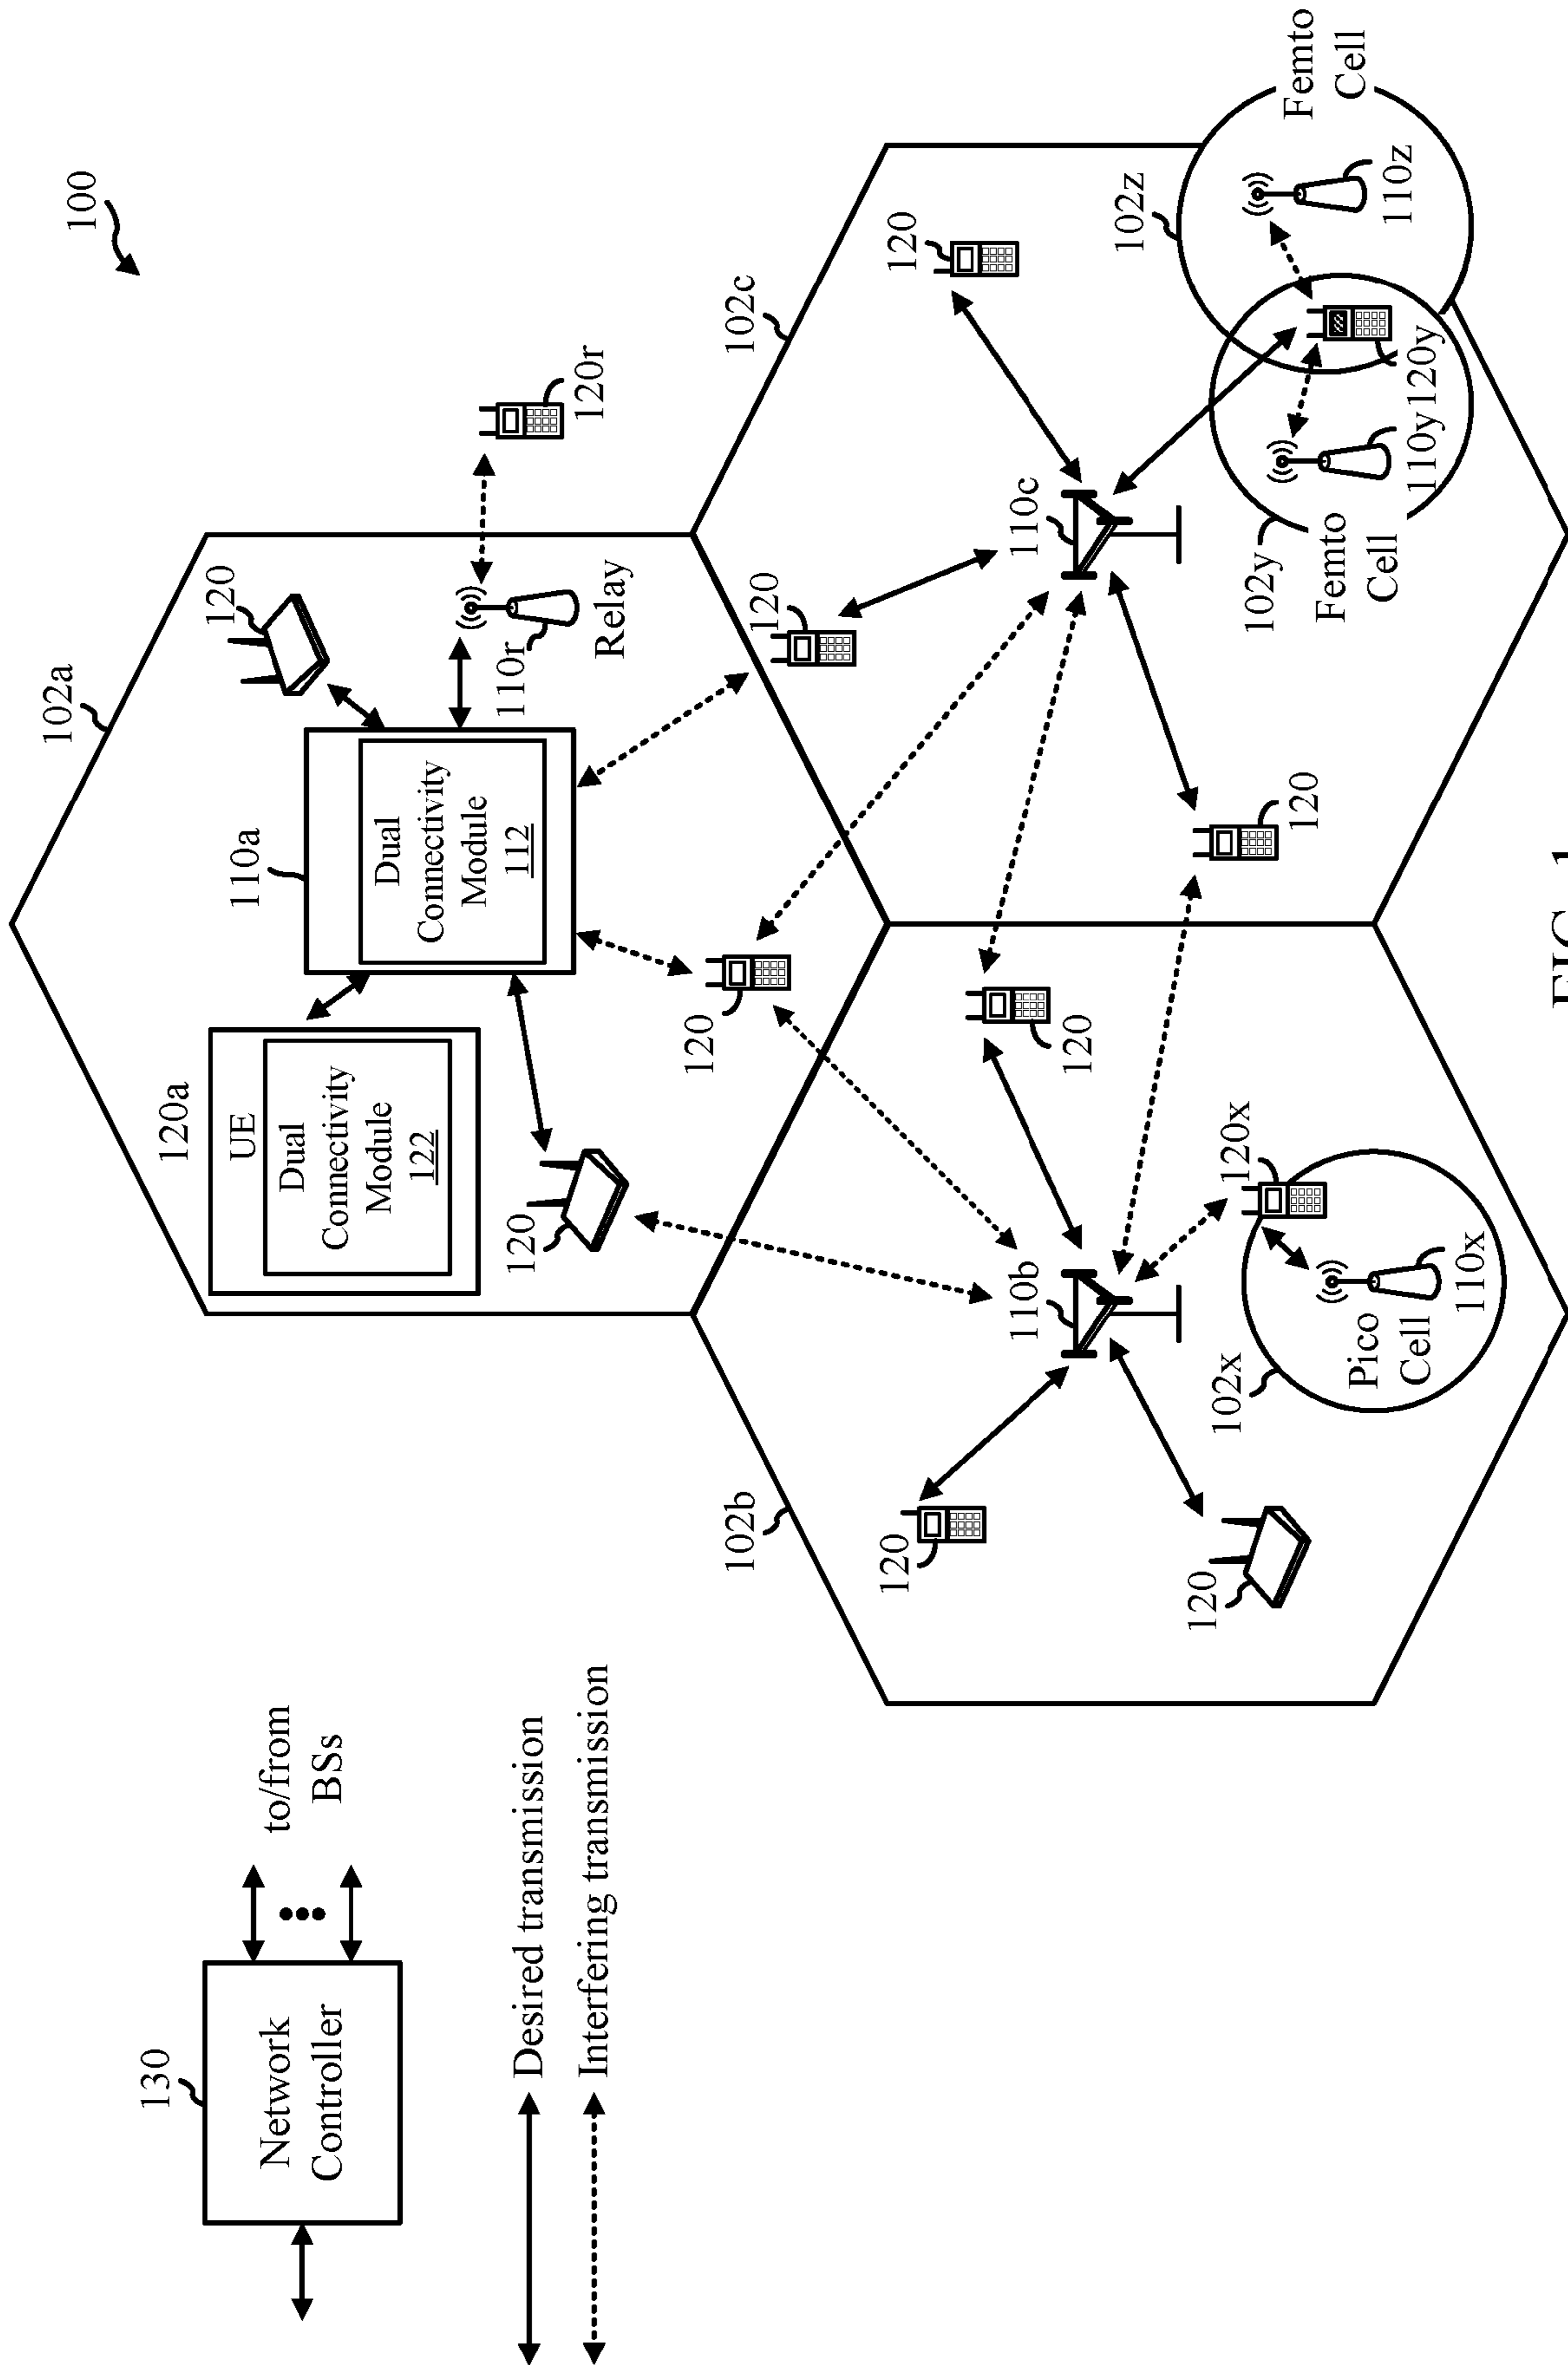 100
130
Network
Controller
to/from
BSs
Desired transmission
Interfering transmission
102a
120a
UE
Dual
Connectivity
Module
122
110a
Dual
Connectivity
Module
112
120
120
110r
Relay
120r
120
102b
120
120
110b
120
120x
102x
Pico
Cell
110x
102c
120
120
110c
120
102y
Femto
Cell
110y
120y
102z
Femto
Cell
110z
120
FIG. 1